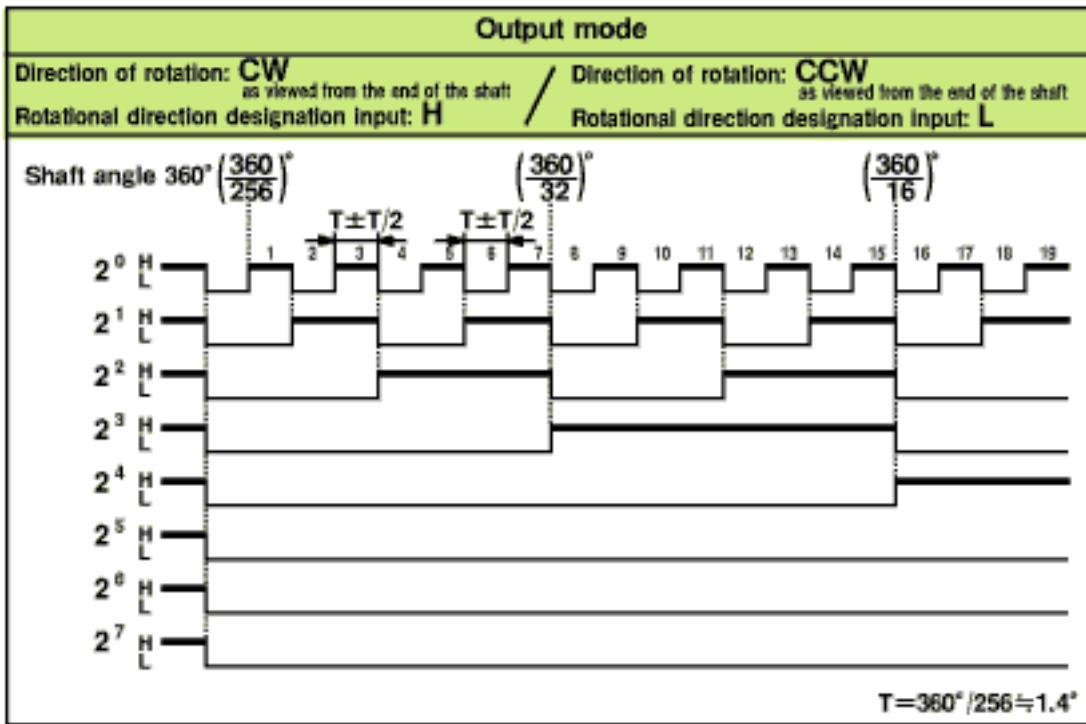 Output mode
Direction of rotation: CW
as viewed from the end of the shaft
Rotational direction designation input: H
/
Direction of rotation: CCW
as viewed from the end of the shaft
Rotational direction designation input: L
Shaft angle 360° (360/256)° (360/32)° (360/16)°
T±T/2 T±T/2
1 2 3 4 5 6 7 8 9 10 11 12 13 14 15 16 17 18 19
2⁰ H L
2¹ H L
2² H L
2³ H L
2⁴ H L
2⁵ H L
2⁶ H L
2⁷ H L
T=360°/256≒1.4°